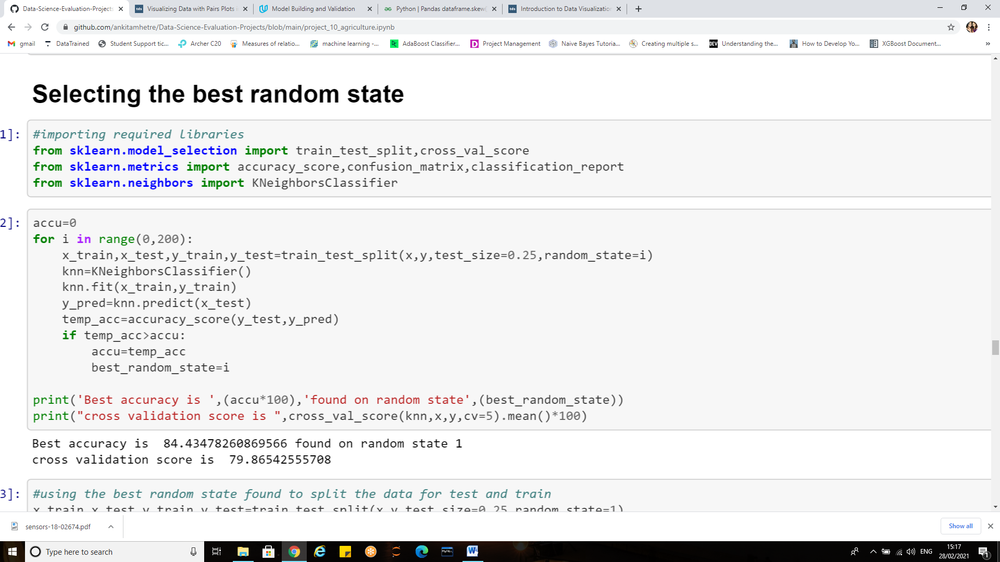 Data-Science-Evaluation-Projects
Visualizing Data with Pairs Plots i
Model Building and Validation
Python | Pandas dataframe.skew(
Introduction to Data Visualization
github.com/ankitamhetre/Data-Science-Evaluation-Projects/blob/main/project_10_agriculture.ipynb
gmail
DataTrained
Student Support tic...
Archer C20
Measures of relatio...
machine learning -...
AdaBoost Classifier...
Project Management
Naive Bayes Tutoria...
Creating multiple s...
DEV Understanding the...
How to Develop Yo...
XGBoost Document...
»
Selecting the best random state
1]:
#importing required libraries
from sklearn.model_selection import train_test_split,cross_val_score
from sklearn.metrics import accuracy_score,confusion_matrix,classification_report
from sklearn.neighbors import KNeighborsClassifier
2]:
accu=0
for i in range(0,200):
    x_train,x_test,y_train,y_test=train_test_split(x,y,test_size=0.25,random_state=i)
    knn=KNeighborsClassifier()
    knn.fit(x_train,y_train)
    y_pred=knn.predict(x_test)
    temp_acc=accuracy_score(y_test,y_pred)
    if temp_acc>accu:
        accu=temp_acc
        best_random_state=i
print('Best accuracy is ',(accu*100),'found on random state',(best_random_state))
print("cross validation score is ",cross_val_score(knn,x,y,cv=5).mean()*100)
Best accuracy is  84.43478260869566 found on random state 1
cross validation score is  79.86542555708
3]:
#using the best random state found to split the data for test and train
x_train,x_test,y_train,y_test=train_test_split(x,y,test_size=0.25,random_state=1)
sensors-18-02674.pdf
Show all
Type here to search
ENG
15:17
28/02/2021
1